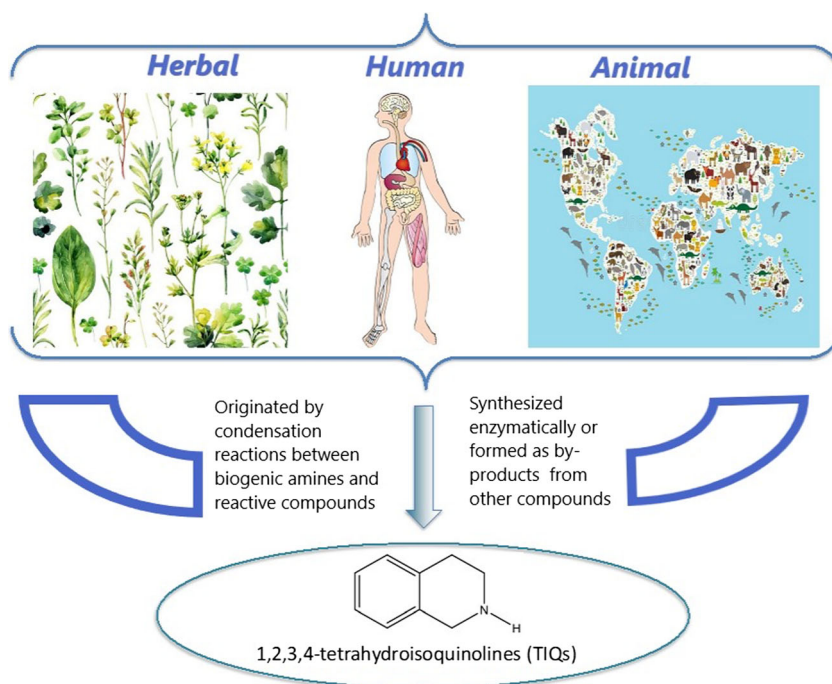 Herbal
Human
Animal
Originated by
condensation
reactions between
biogenic amines and
reactive compounds
Synthesized
enzymatically or
formed as by-
products from
other compounds
N
H
1,2,3,4-tetrahydroisoquinolines (TIQs)